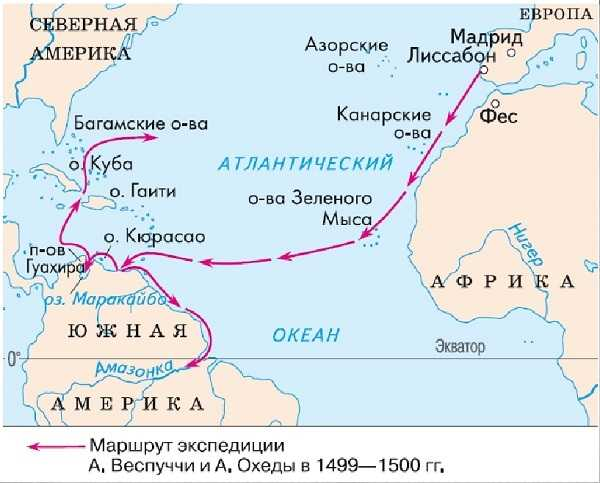 СЕВЕРНАЯ
АМЕРИКА
ЕВРОПА
Мадрид
Лиссабон
Азорские
о-ва
Фес
Канарские
о-ва
Багамские о-ва
о. Куба
АТЛАНТИЧЕСКИЙ
о. Гаити
о-ва Зеленого
Мыса
о. Кюрасао
п-ов
Гуахира
Нигер
АФРИКА
оз. Маракайбо
ЮЖНАЯ
ОКЕАН
Экватор
0°
Амазонка
АМЕРИКА
Маршрут экспедиции
А. Веспуччи и А. Охеды в 1499—1500 гг.